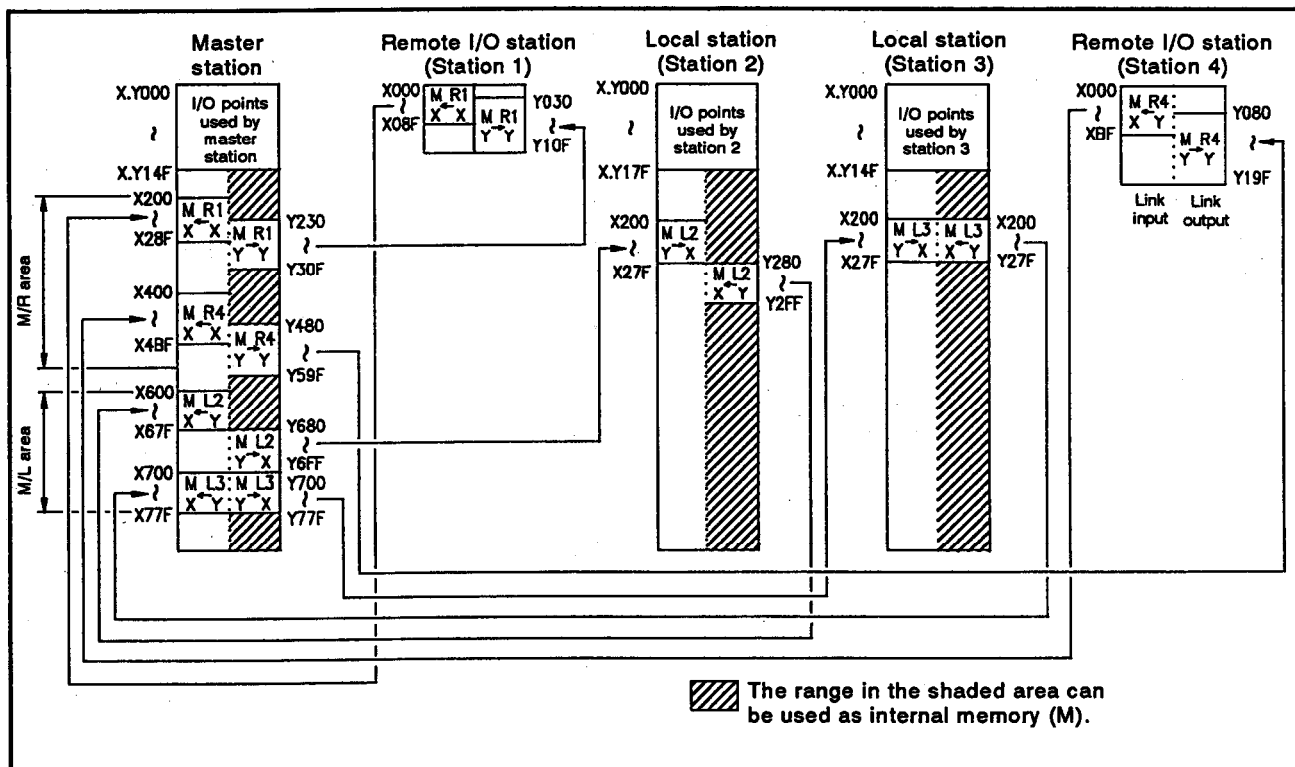 Master
station
Remote I/O station
(Station 1)
Local station
(Station 2)
Local station
(Station 3)
Remote I/O station
(Station 4)
X.Y000
~
X.Y14F
I/O points
used by
master
station
X200
~
X28F
M R1
X←X
M R1
Y→Y
Y230
~
Y30F
X400
~
X4BF
M R4
X←X
M R4
Y→Y
Y480
~
Y59F
X600
~
X67F
M L2
X←Y
M L2
Y→X
Y680
~
Y6FF
X700
~
X77F
M L3
X←Y
M L3
Y→X
Y700
~
Y77F
M/R area
M/L area
X000
~
X08F
M R1
X←X
M R1
Y→Y
Y030
~
Y10F
X.Y000
~
X.Y17F
I/O points
used by
station 2
X200
~
X27F
M L2
Y→X
M L2
X←Y
Y280
~
Y2FF
X.Y000
~
X.Y14F
I/O points
used by
station 3
X200
~
X27F
M L3
Y→X
M L3
X←Y
X200
~
Y27F
X000
~
XBF
M R4
X←Y
M R4
Y→Y
Y080
~
Y19F
Link
input
Link
output
The range in the shaded area can
be used as internal memory (M).